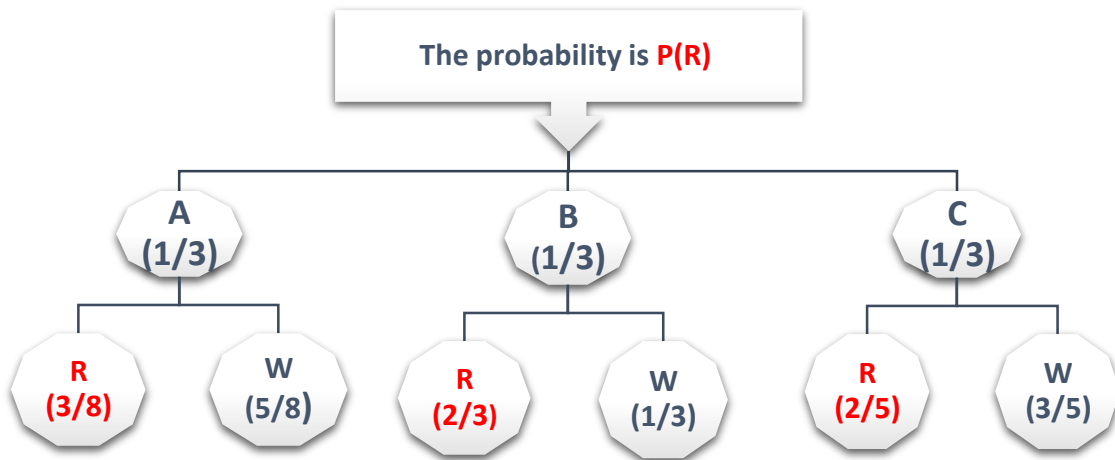 The probability is P(R)
A
(1/3)
B
(1/3)
C
(1/3)
R
(3/8)
W
(5/8)
R
(2/3)
W
(1/3)
R
(2/5)
W
(3/5)